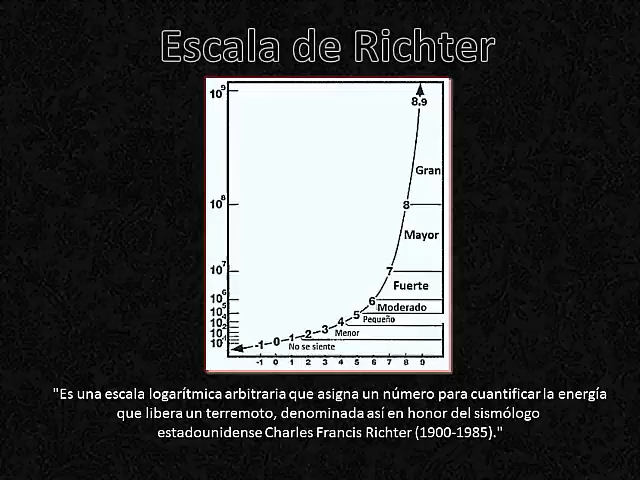 Escala de Richter
10⁹
8.9
Gran
10⁸
8
Mayor
10⁷
7
Fuerte
10⁶
6
Moderado
5
Pequeño
10⁴
4
Menor
10²
-1 0 1 2 3
No se siente
-1 0 1 2 3 4 5 6 7 8 9
"Es una escala logarítmica arbitraria que asigna un número para cuantificar la energía
que libera un terremoto, denominada así en honor del sismólogo
estadounidense Charles Francis Richter (1900-1985)."